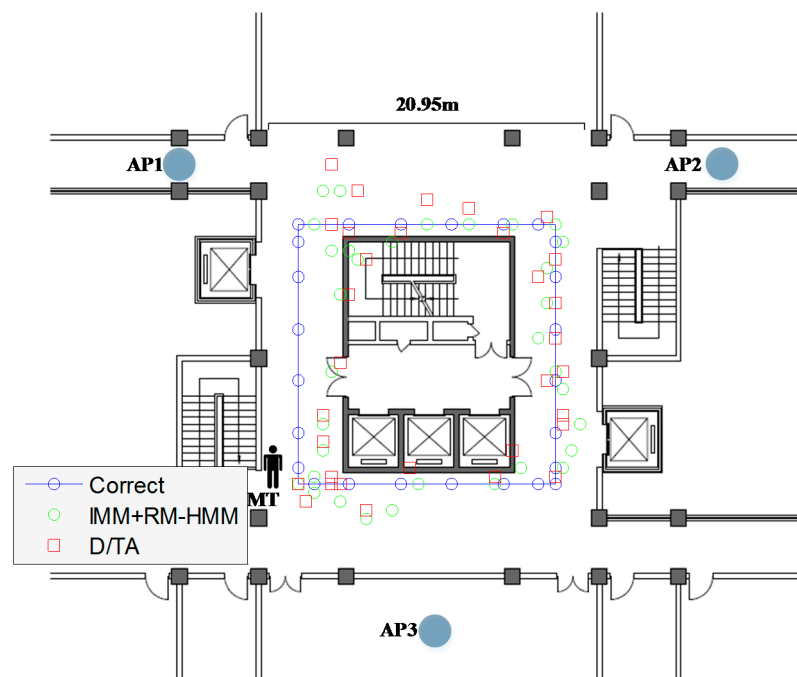 20.95m
AP1
AP2
MT
Correct
IMM+RM-HMM
D/TA
AP3